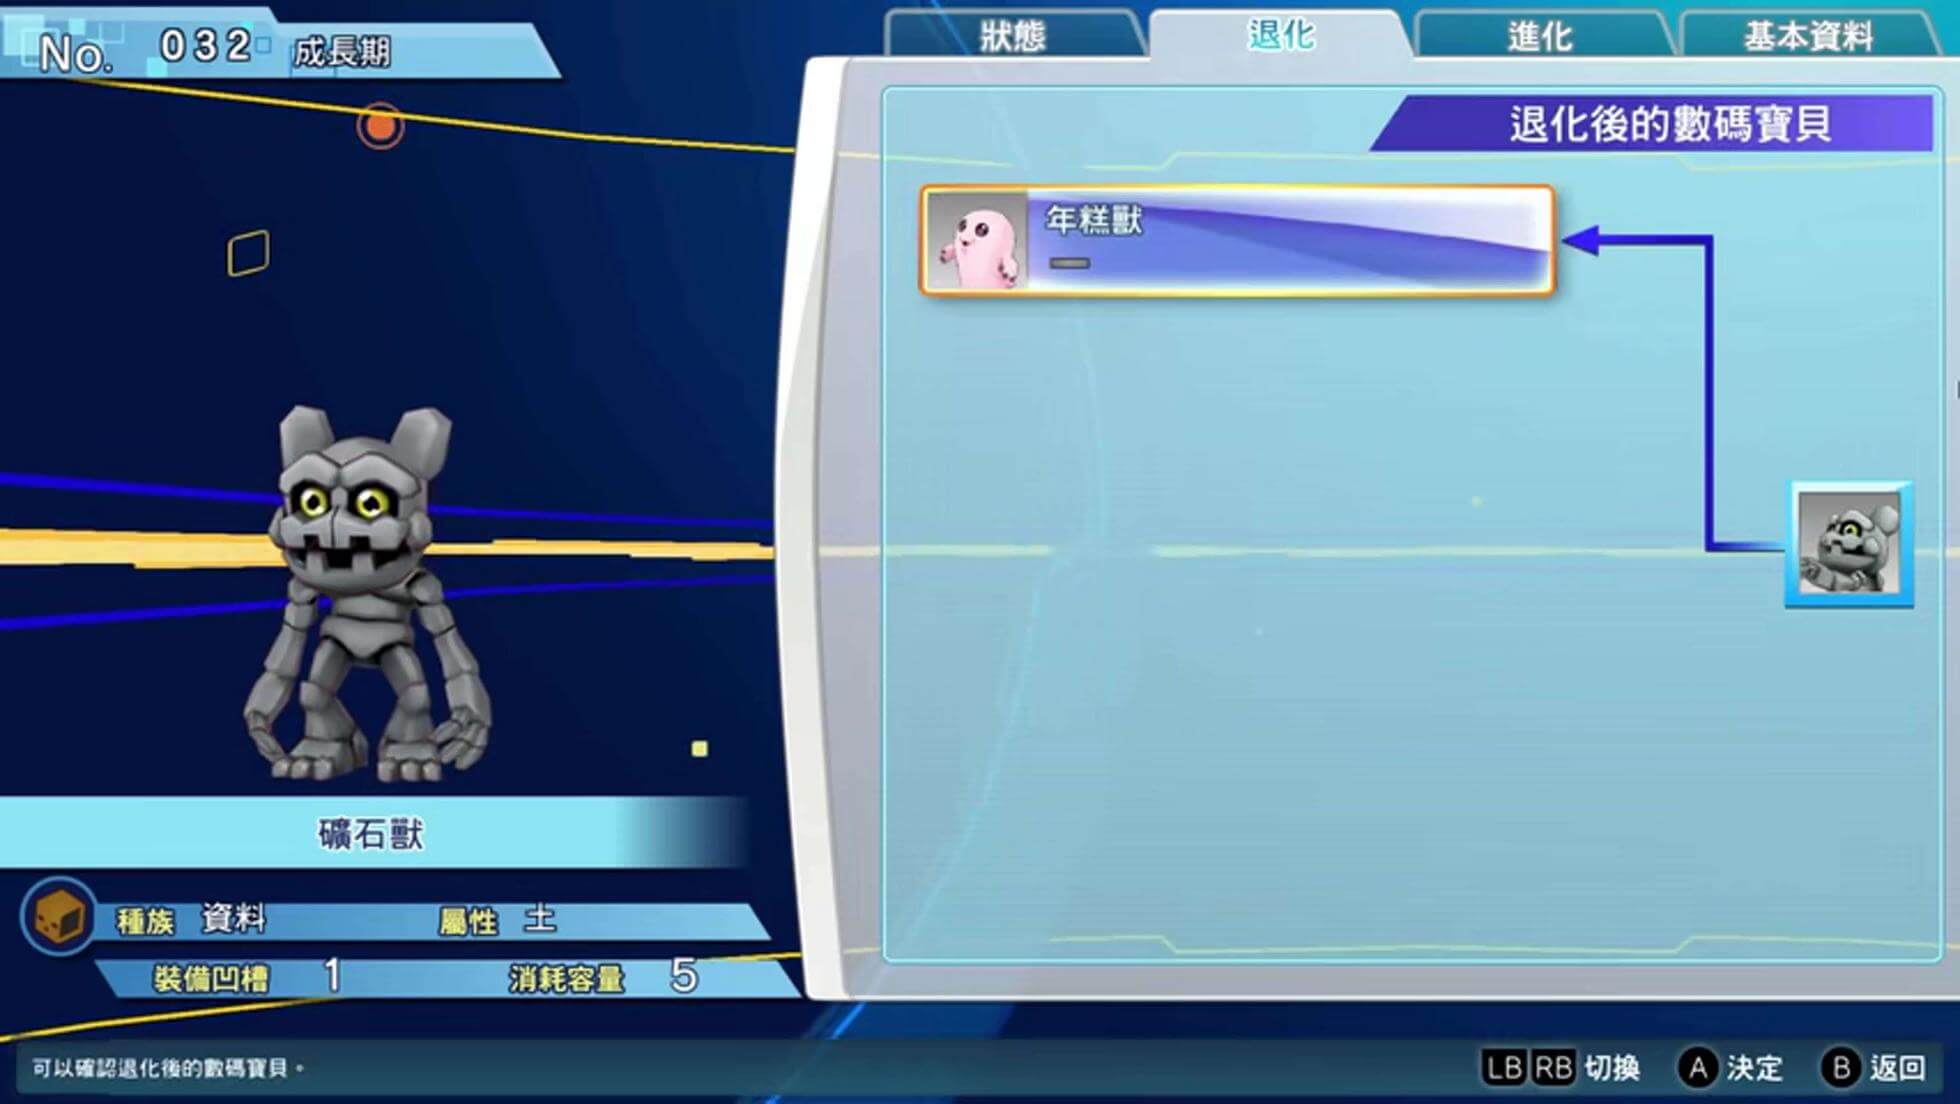 No. 032 成長期
狀態 退化 進化 基本資料
退化後的數碼寶貝
年糕獸
礦石獸
種族 資料 屬性 土
裝備凹槽 1 消耗容量 5
可以確認退化後的數碼寶貝。
LB RB 切換 A 決定 B 返回